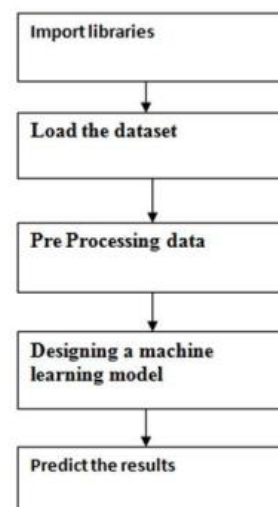 Import libraries
Load the dataset
Pre Processing data
Designing a machine
learning model
Predict the results